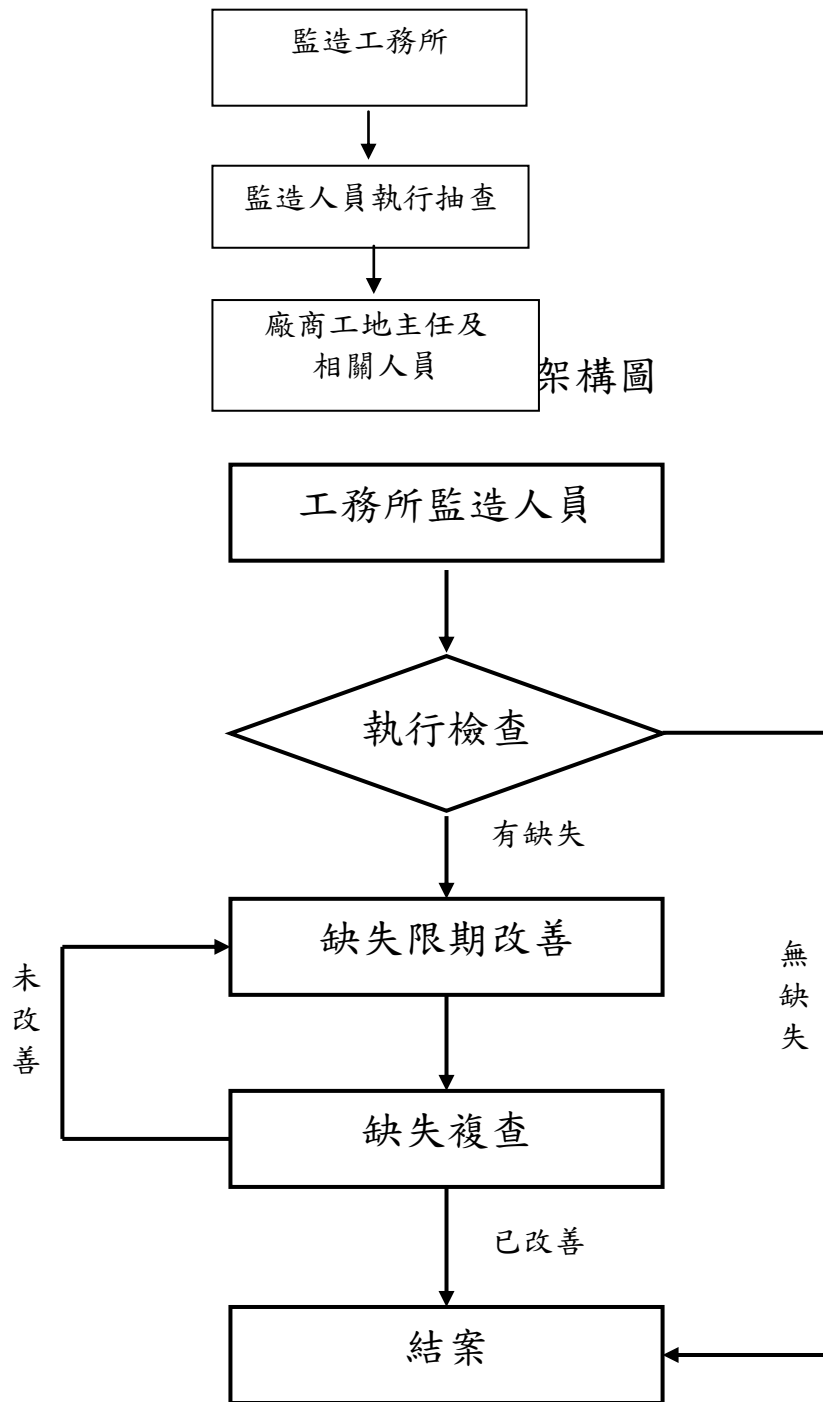 監造工務所
監造人員執行抽查
廠商工地主任及
相關人員
架構圖
工務所監造人員
執行檢查
有缺失
缺失限期改善
未改善
無缺失
缺失複查
已改善
結案